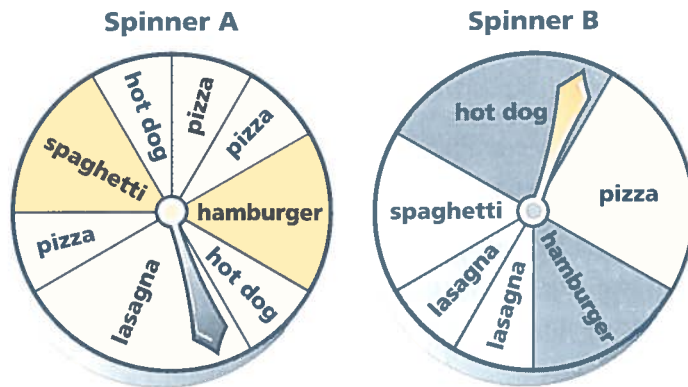 Spinner A
hot dog
pizza
pizza
spaghetti
hamburger
pizza
lasagna
hot dog
Spinner B
hot dog
pizza
spaghetti
lasagna
lasagna
hamburger